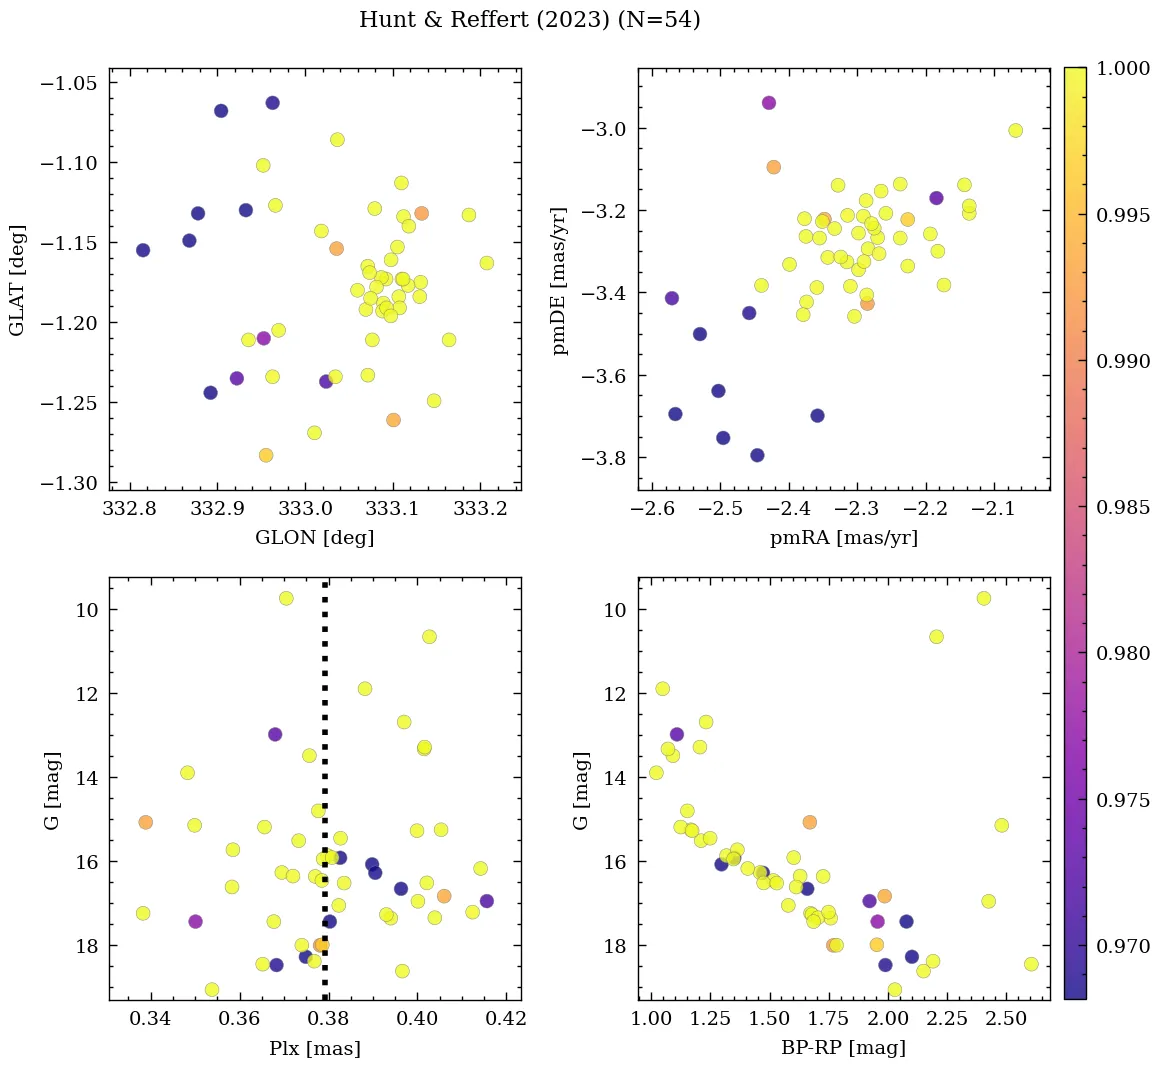 Hunt & Reffert (2023) (N=54)
−1.05
−1.10
−1.15
−1.20
−1.25
−1.30
GLAT [deg]
332.8 332.9 333.0 333.1 333.2
GLON [deg]
−3.0
−3.2
−3.4
−3.6
−3.8
pmDE [mas/yr]
−2.6 −2.5 −2.4 −2.3 −2.2 −2.1
pmRA [mas/yr]
10
12
14
16
18
G [mag]
0.34 0.36 0.38 0.40 0.42
Plx [mas]
10
12
14
16
18
G [mag]
1.00 1.25 1.50 1.75 2.00 2.25 2.50
BP-RP [mag]
1.000
0.995
0.990
0.985
0.980
0.975
0.970